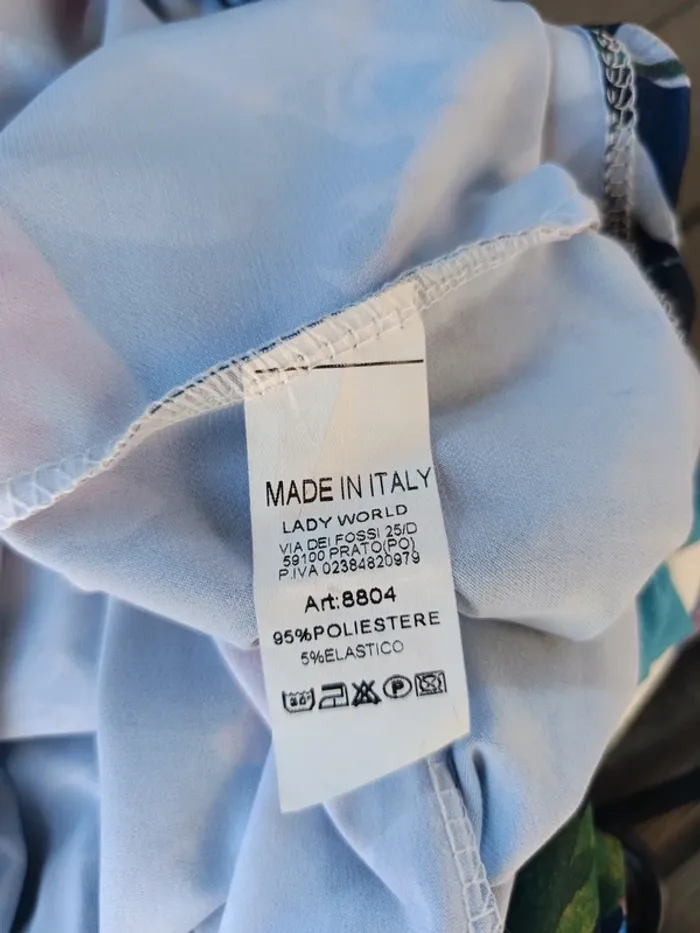 MADE IN ITALY
LADY WORLD
VIA DEI FOSSI 25/D
59100 PRATO(PO)
P.IVA 02384820979
Art:8804
95%POLIESTERE
5%ELASTICO
30°
P